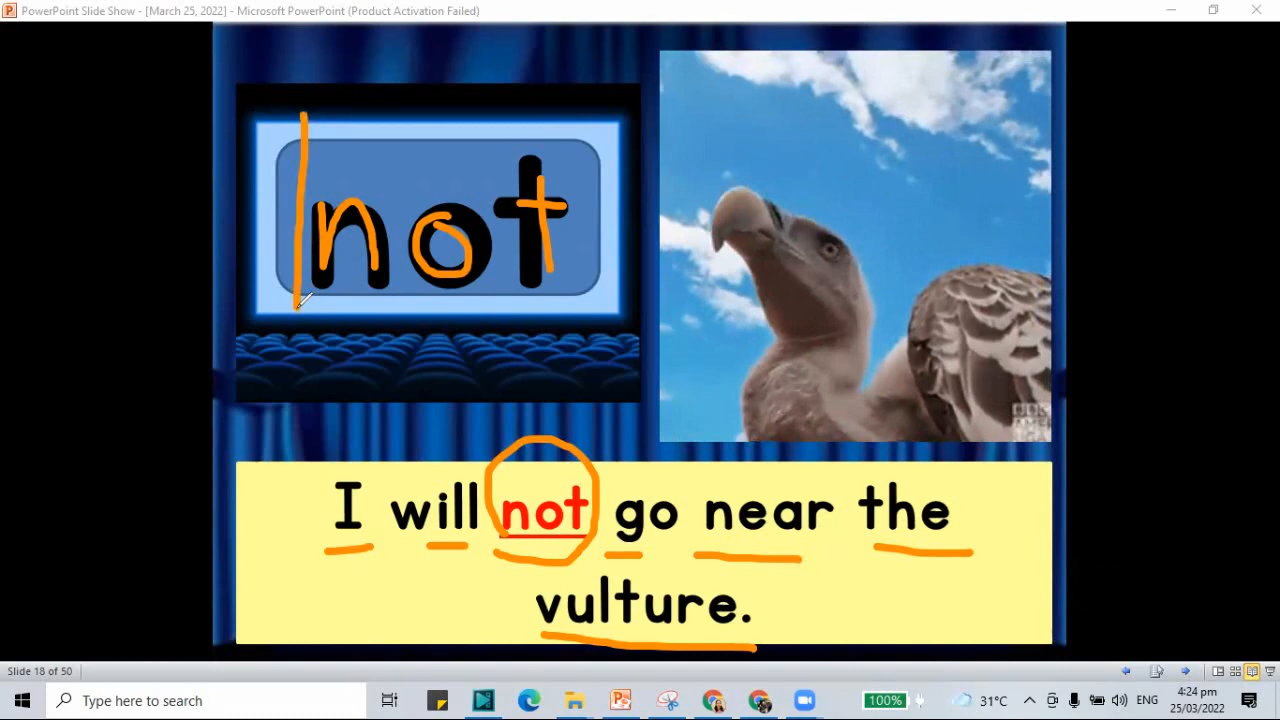 PowerPoint Slide Show - [March 25, 2022] - Microsoft PowerPoint (Product Activation Failed)
not
I will not go near the
vulture.
Slide 18 of 50
Type here to search
100%
31°C
ENG
4:24 pm
25/03/2022